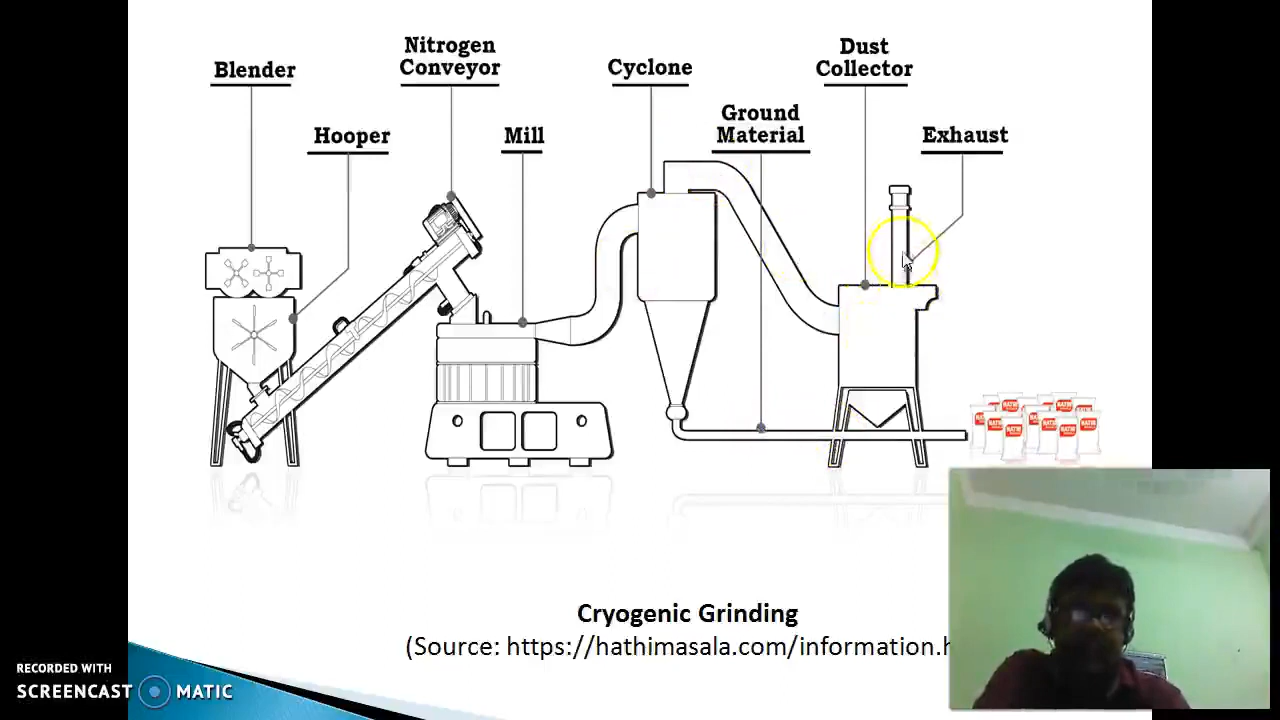 Blender
Hooper
Nitrogen
Conveyor
Mill
Cyclone
Ground
Material
Dust
Collector
Exhaust
Cryogenic Grinding
(Source: https://hathimasala.com/information.h
RECORDED WITH
SCREENCAST MATIC